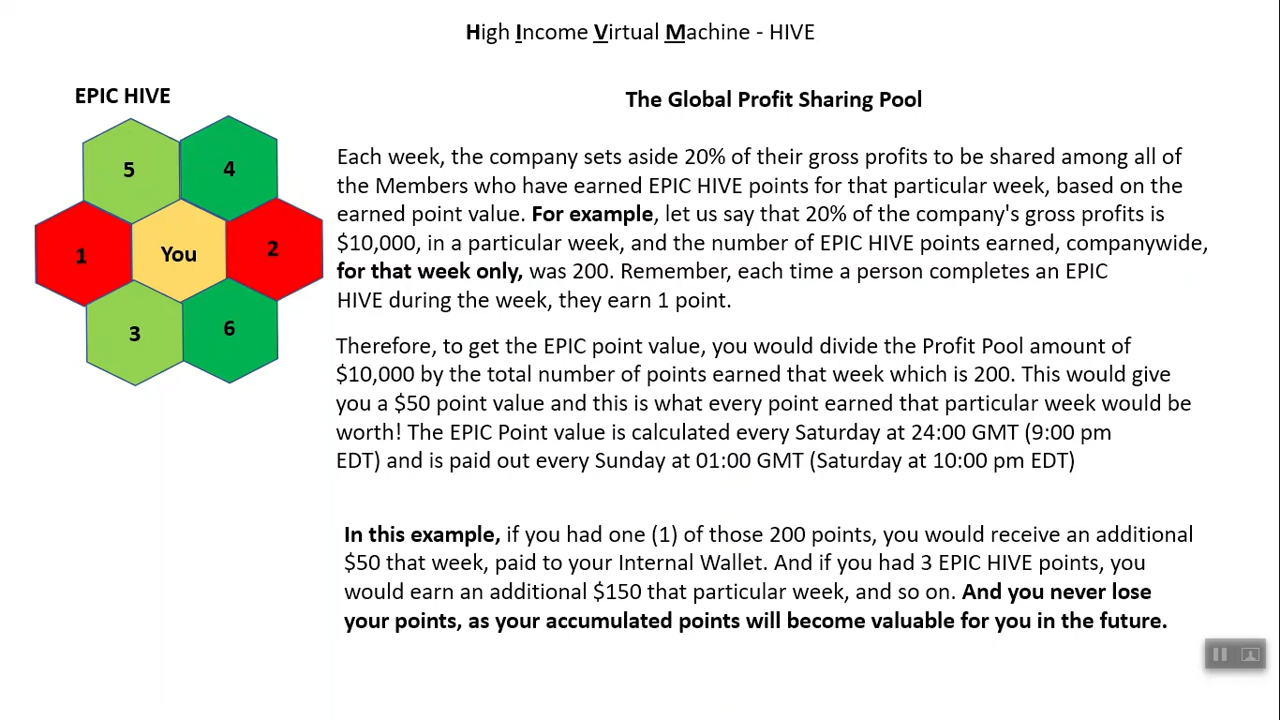 High Income Virtual Machine - HIVE
EPIC HIVE
The Global Profit Sharing Pool
5
4
1
You
2
3
6
Each week, the company sets aside 20% of their gross profits to be shared among all of
the Members who have earned EPIC HIVE points for that particular week, based on the
earned point value. For example, let us say that 20% of the company's gross profits is
$10,000, in a particular week, and the number of EPIC HIVE points earned, companywide,
for that week only, was 200. Remember, each time a person completes an EPIC
HIVE during the week, they earn 1 point.
Therefore, to get the EPIC point value, you would divide the Profit Pool amount of
$10,000 by the total number of points earned that week which is 200. This would give
you a $50 point value and this is what every point earned that particular week would be
worth! The EPIC Point value is calculated every Saturday at 24:00 GMT (9:00 pm
EDT) and is paid out every Sunday at 01:00 GMT (Saturday at 10:00 pm EDT)
In this example, if you had one (1) of those 200 points, you would receive an additional
$50 that week, paid to your Internal Wallet. And if you had 3 EPIC HIVE points, you
would earn an additional $150 that particular week, and so on. And you never lose
your points, as your accumulated points will become valuable for you in the future.